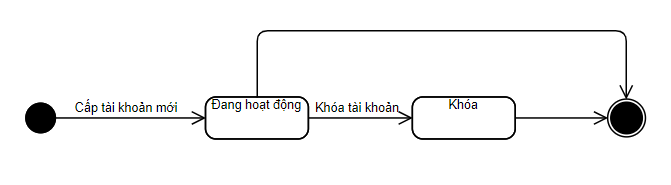 Cấp tài khoản mới
Đang hoạt động
Khóa tài khoản
Khóa